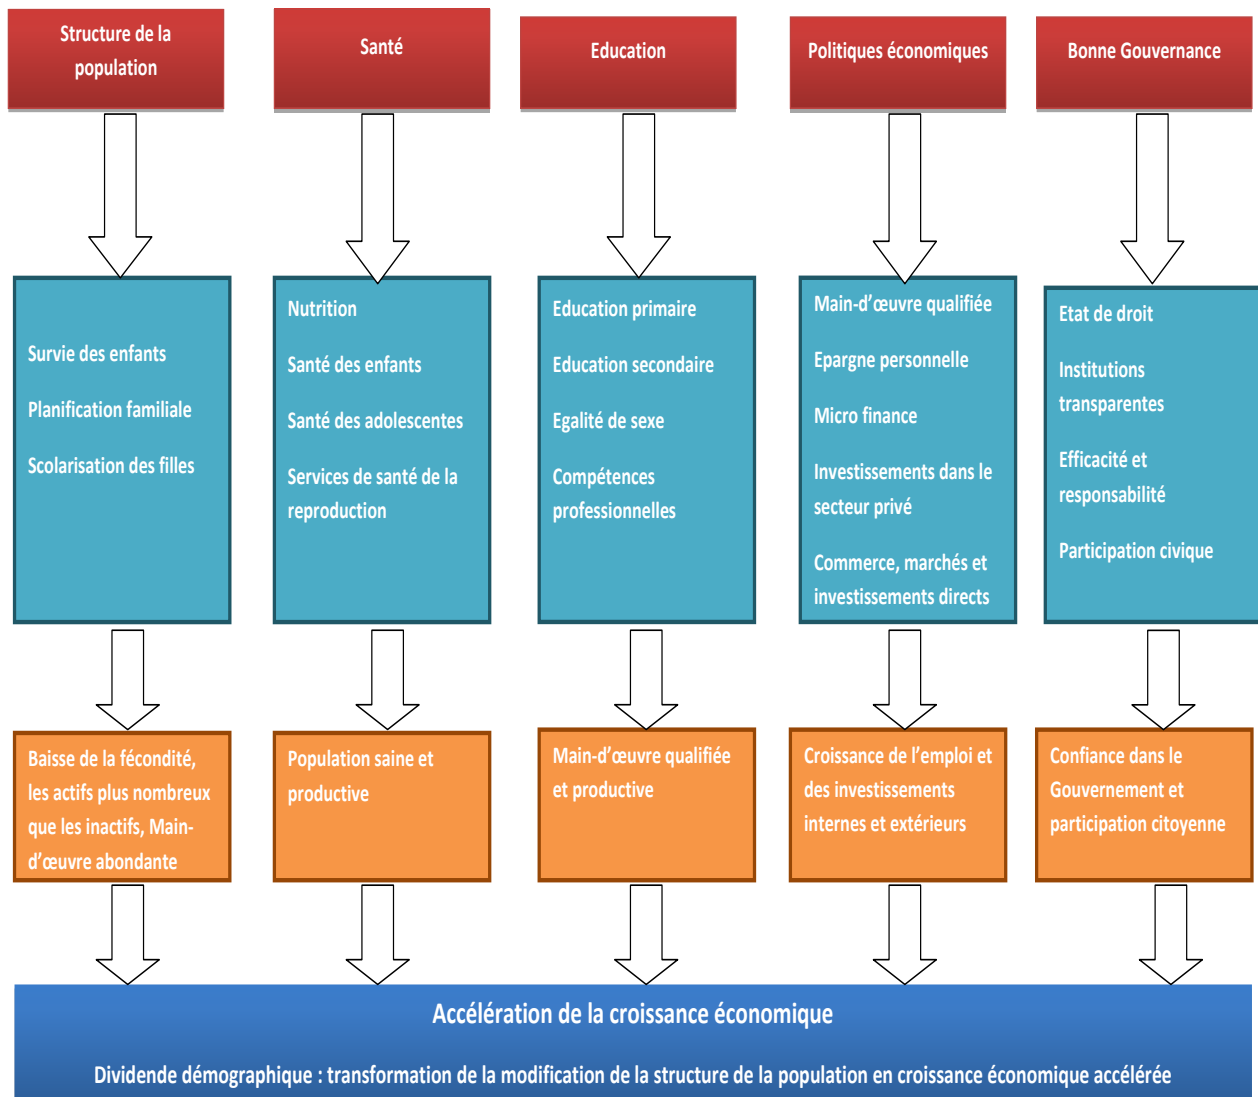 Structure de la
population
Santé
Education
Politiques économiques
Bonne Gouvernance
Survie des enfants
Planification familiale
Scolarisation des filles
Nutrition
Santé des enfants
Santé des adolescentes
Services de santé de la
reproduction
Education primaire
Education secondaire
Egalité de sexe
Compétences
professionnelles
Main-d’œuvre qualifiée
Epargne personnelle
Micro finance
Investissements dans le
secteur privé
Commerce, marchés et
investissements directs
Etat de droit
Institutions
transparentes
Efficacité et
responsabilité
Participation civique
Baisse de la fécondité,
les actifs plus nombreux
que les inactifs, Main-
d’œuvre abondante
Population saine et
productive
Main-d’œuvre qualifiée
et productive
Croissance de l’emploi et
des investissements
internes et extérieurs
Confiance dans le
Gouvernement et
participation citoyenne
Accélération de la croissance économique
Dividende démographique : transformation de la modification de la structure de la population en croissance économique accélérée